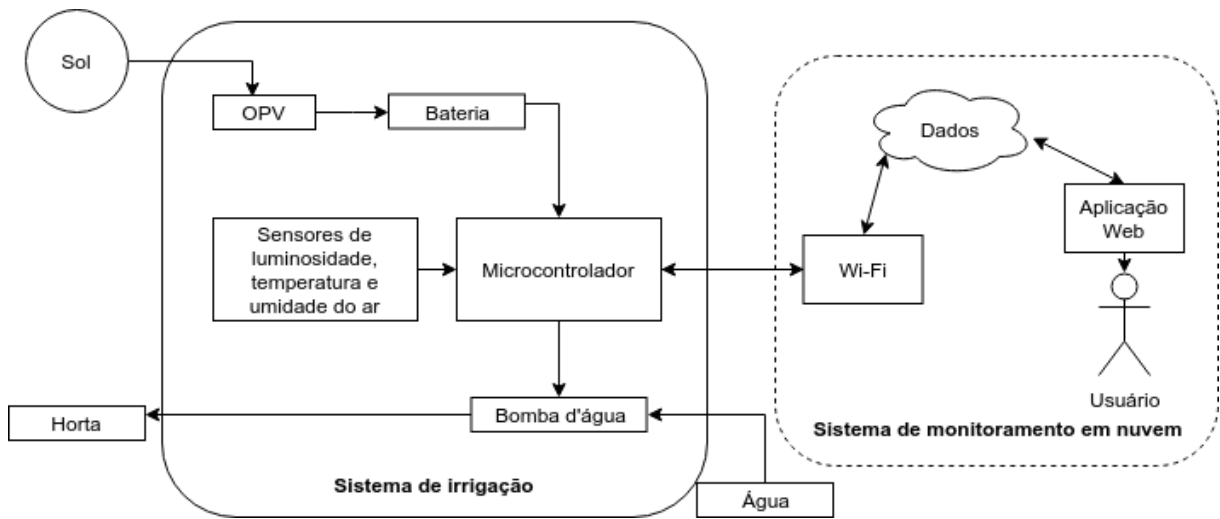 Sol
OPV
Bateria
Sensores de
luminosidade,
temperatura e
umidade do ar
Microcontrolador
Bomba d'água
Horta
Água
Sistema de irrigação
Dados
Aplicação
Web
Wi-Fi
Usuário
Sistema de monitoramento em nuvem